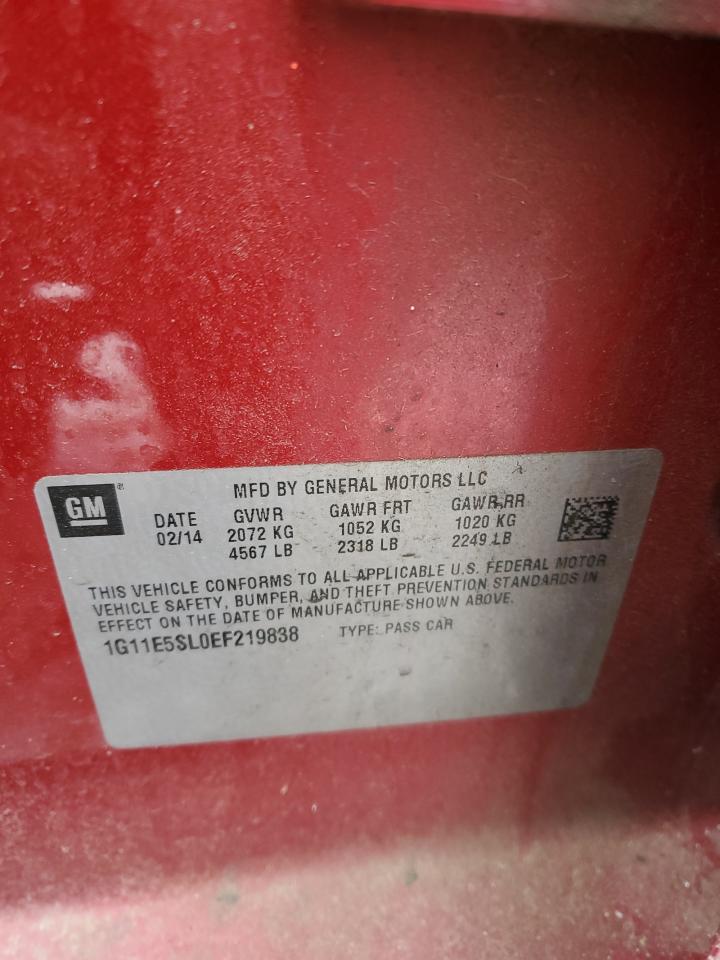 GM
MFD BY GENERAL MOTORS LLC
DATE GVWR GAWR FRT GAWR RR
02/14 2072 KG 1052 KG 1020 KG
4567 LB 2318 LB 2249 LB
THIS VEHICLE CONFORMS TO ALL APPLICABLE U.S. FEDERAL MOTOR
VEHICLE SAFETY, BUMPER, AND THEFT PREVENTION STANDARDS IN
EFFECT ON THE DATE OF MANUFACTURE SHOWN ABOVE.
1G11E5SL0EF219838 TYPE: PASS CAR